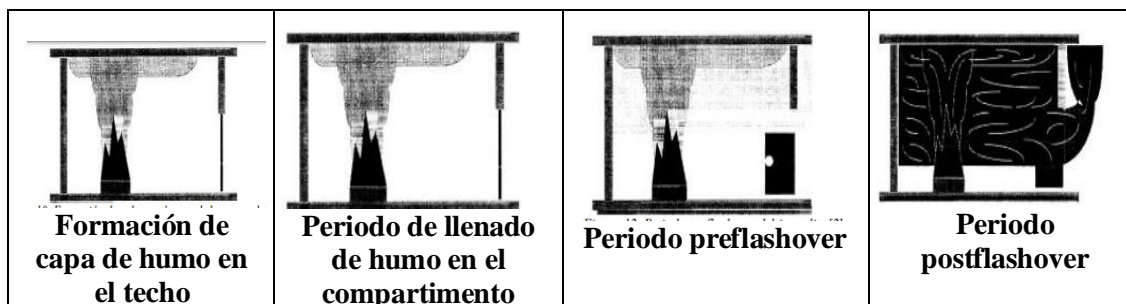 Formación de
capa de humo en
el techo
Periodo de llenado
de humo en el
compartimento
Periodo preflashover
Periodo
postflashover